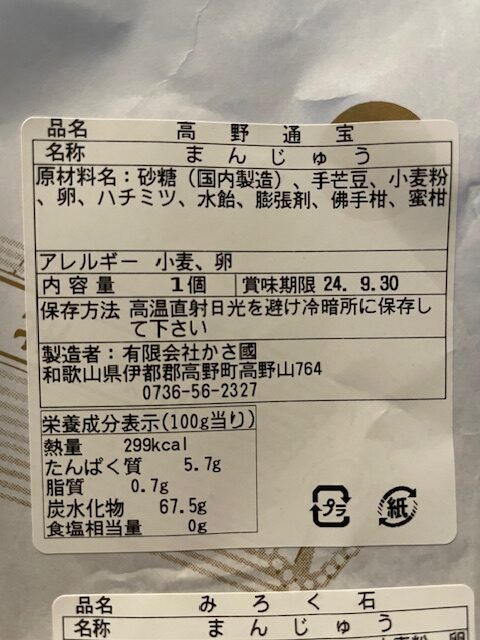 品名 高野通宝
名称 まんじゅう
原材料名：砂糖（国内製造）、手芒豆、小麦粉
、卵、ハチミツ、水飴、膨張剤、佛手柑、蜜柑
アレルギー 小麦、卵
内容量 1個 賞味期限 24. 9.30
保存方法 高温直射日光を避け冷暗所に保存し
て下さい
製造者：有限会社かさ國
和歌山県伊都郡高野町高野山764
0736-56-2327
栄養成分表示(100g当り)
熱量 299kcal
たんぱく質 5.7g
脂質 0.7g
炭水化物 67.5g
食塩相当量 0g
プラ 紙
品名 みろく石
名称 まんじゅう